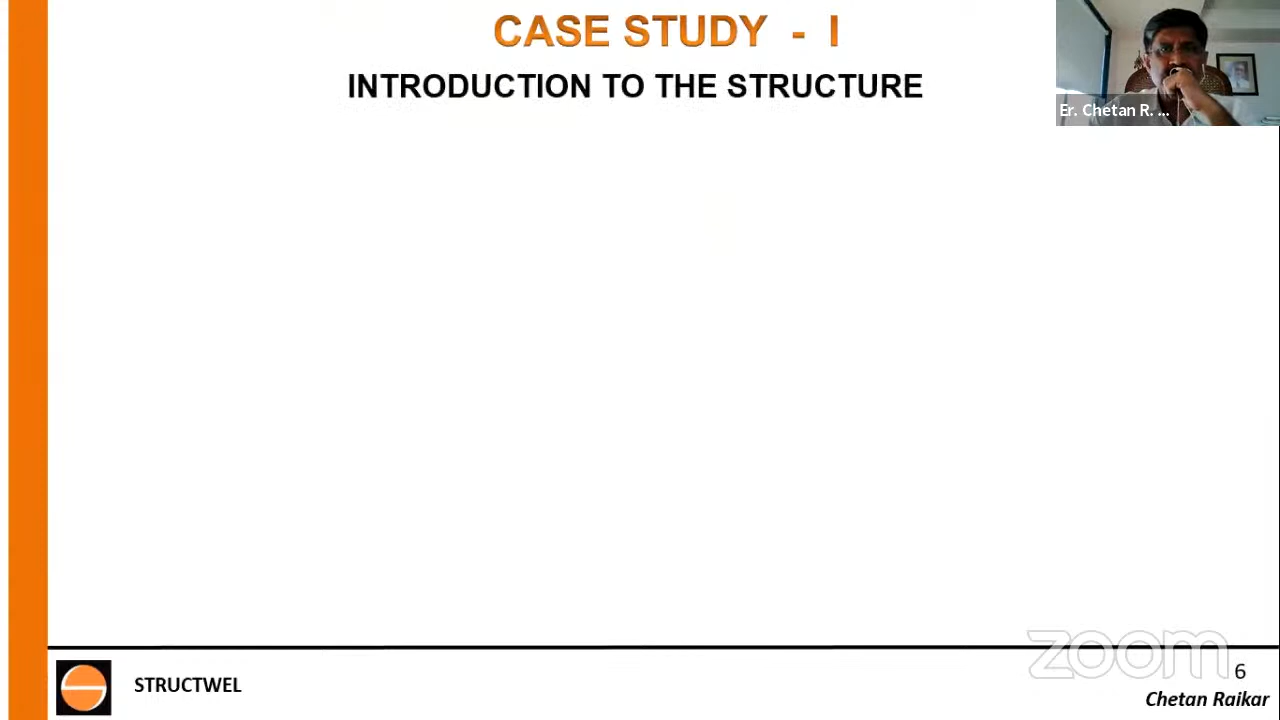 CASE STUDY - I
INTRODUCTION TO THE STRUCTURE
Er. Chetan R. ...
zoom
6
STRUCTWEL
Chetan Raikar